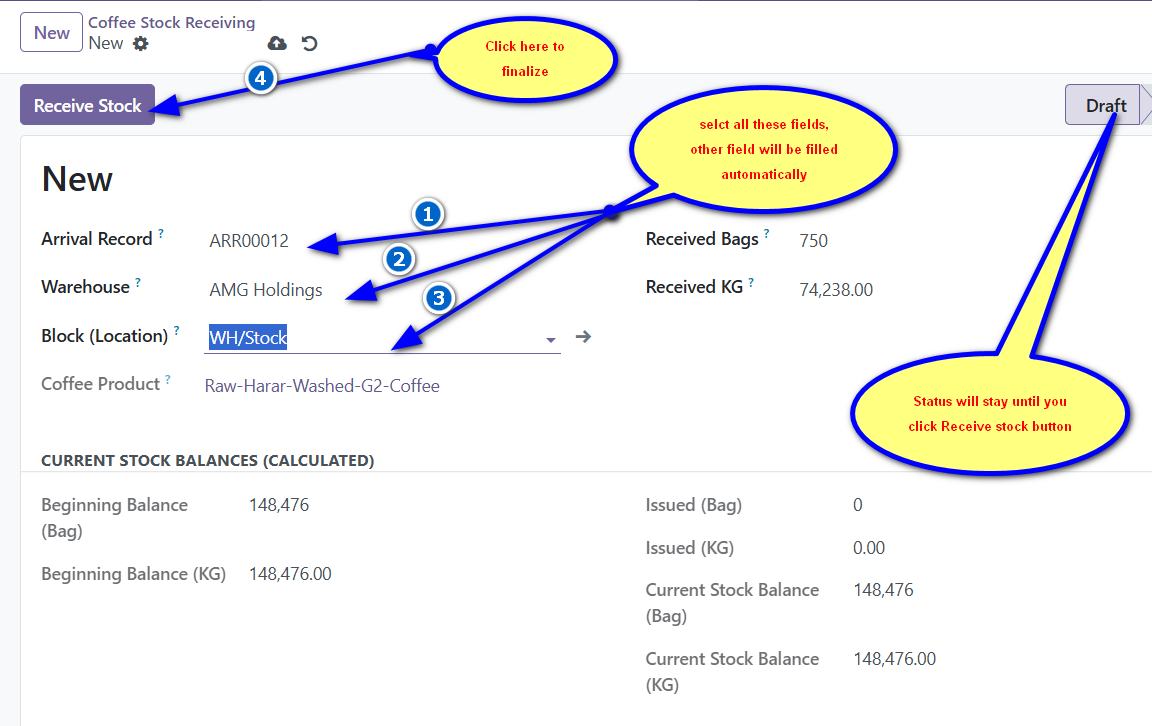 New
Coffee Stock Receiving
New
Click here to
finalize
4
Receive Stock
Draft
selct all these fields,
other field will be filled
automatically
New
1
Arrival Record ?
ARR00012
Received Bags ?
750
2
Warehouse ?
AMG Holdings
Received KG ?
74,238.00
3
Block (Location) ?
WH/Stock
Coffee Product ?
Raw-Harar-Washed-G2-Coffee
Status will stay until you
click Receive stock button
CURRENT STOCK BALANCES (CALCULATED)
Beginning Balance
(Bag)
148,476
Issued (Bag)
0
Issued (KG)
0.00
Beginning Balance (KG)
148,476.00
Current Stock Balance
(Bag)
148,476
Current Stock Balance
(KG)
148,476.00